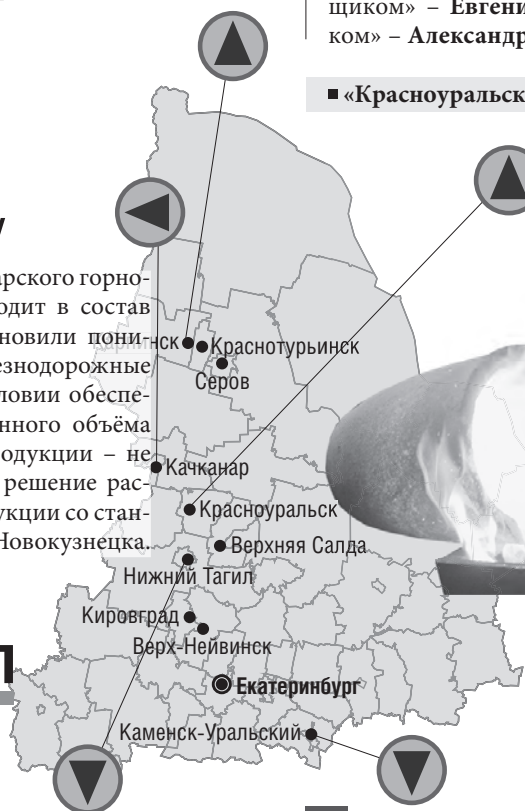 щиком» – Евгени
ком» – Александр
■ «Красноуральск
арского горно-
одит в состав
новили пони-
езнодорожные
ловии обеспе-
нного объёма
родукции – не
решение рас-
укции со стан-
Новокузнецка.
Краснотурьинск
Серов
Качканар
Красноуральск
Верхняя Салда
Нижний Тагил
Кировград
Верх-Нейвинск
Екатеринбург
Каменск-Уральский